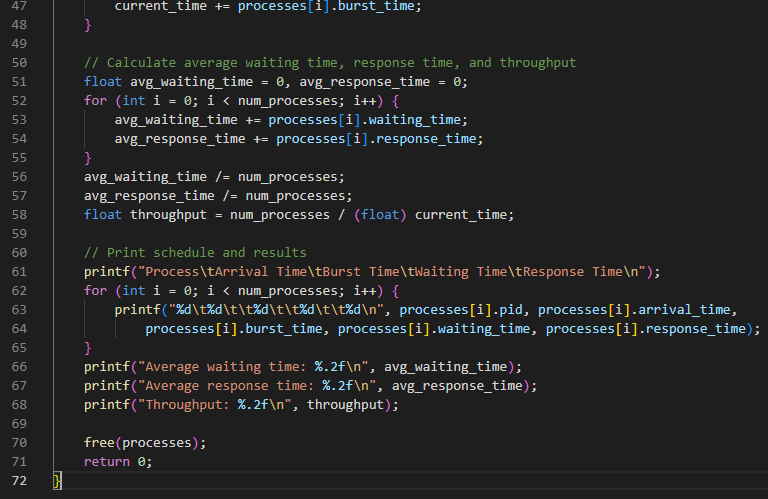 47 current_time += processes[i].burst_time;
48 }
49
50 // Calculate average waiting time, response time, and throughput
51 float avg_waiting_time = 0, avg_response_time = 0;
52 for (int i = 0; i < num_processes; i++) {
53 avg_waiting_time += processes[i].waiting_time;
54 avg_response_time += processes[i].response_time;
55 }
56 avg_waiting_time /= num_processes;
57 avg_response_time /= num_processes;
58 float throughput = num_processes / (float) current_time;
59
60 // Print schedule and results
61 printf("Process\tArrival Time\tBurst Time\tWaiting Time\tResponse Time\n");
62 for (int i = 0; i < num_processes; i++) {
63 printf("%d\t%d\t\t%d\t\t%d\t\t%d\n", processes[i].pid, processes[i].arrival_time,
64 processes[i].burst_time, processes[i].waiting_time, processes[i].response_time);
65 }
66 printf("Average waiting time: %.2f\n", avg_waiting_time);
67 printf("Average response time: %.2f\n", avg_response_time);
68 printf("Throughput: %.2f\n", throughput);
69
70 free(processes);
71 return 0;
72 }